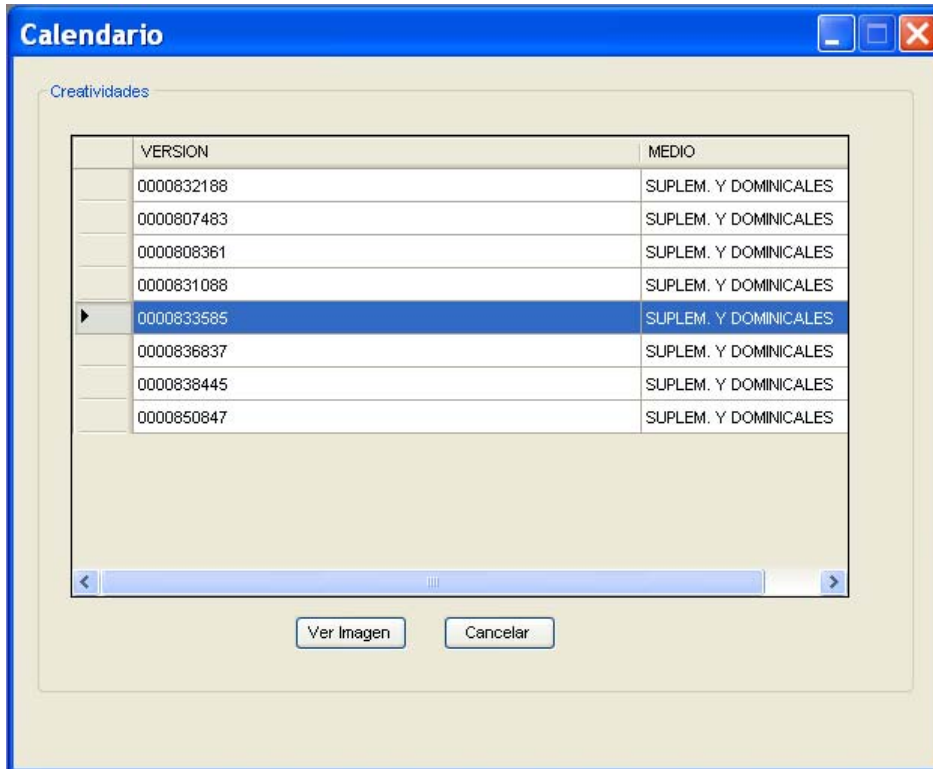 Calendario
Creatividades
VERSION MEDIO
0000832188 SUPLEM. Y DOMINICALES
0000807483 SUPLEM. Y DOMINICALES
0000808361 SUPLEM. Y DOMINICALES
0000831088 SUPLEM. Y DOMINICALES
0000833585 SUPLEM. Y DOMINICALES
0000836837 SUPLEM. Y DOMINICALES
0000838445 SUPLEM. Y DOMINICALES
0000850847 SUPLEM. Y DOMINICALES
Ver Imagen Cancelar